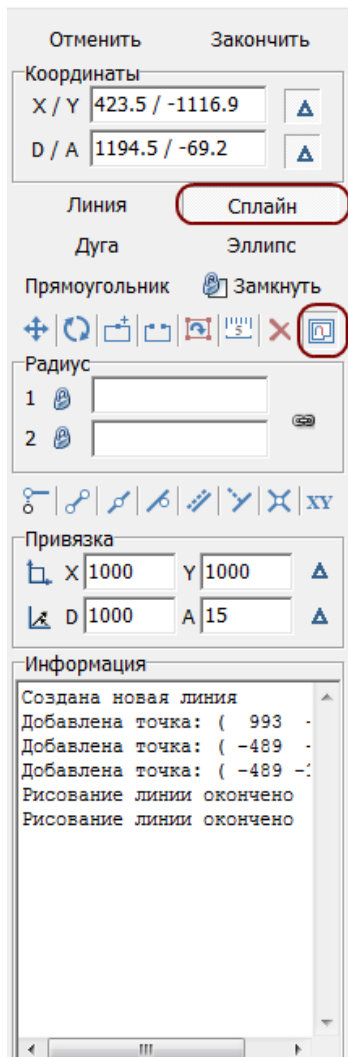 Отменить Закончить
Координаты
X / Y 423.5 / -1116.9
D / A 1194.5 / -69.2
Линия Сплайн
Дуга Эллипс
Прямоугольник Замкнуть
5
Радиус
1
2
XY
Привязка
X 1000 Y 1000
D 1000 A 15
Информация
Создана новая линия
Добавлена точка: ( 993 -
Добавлена точка: ( -489 -
Добавлена точка: ( -489 -1
Рисование линии окончено
Рисование линии окончено